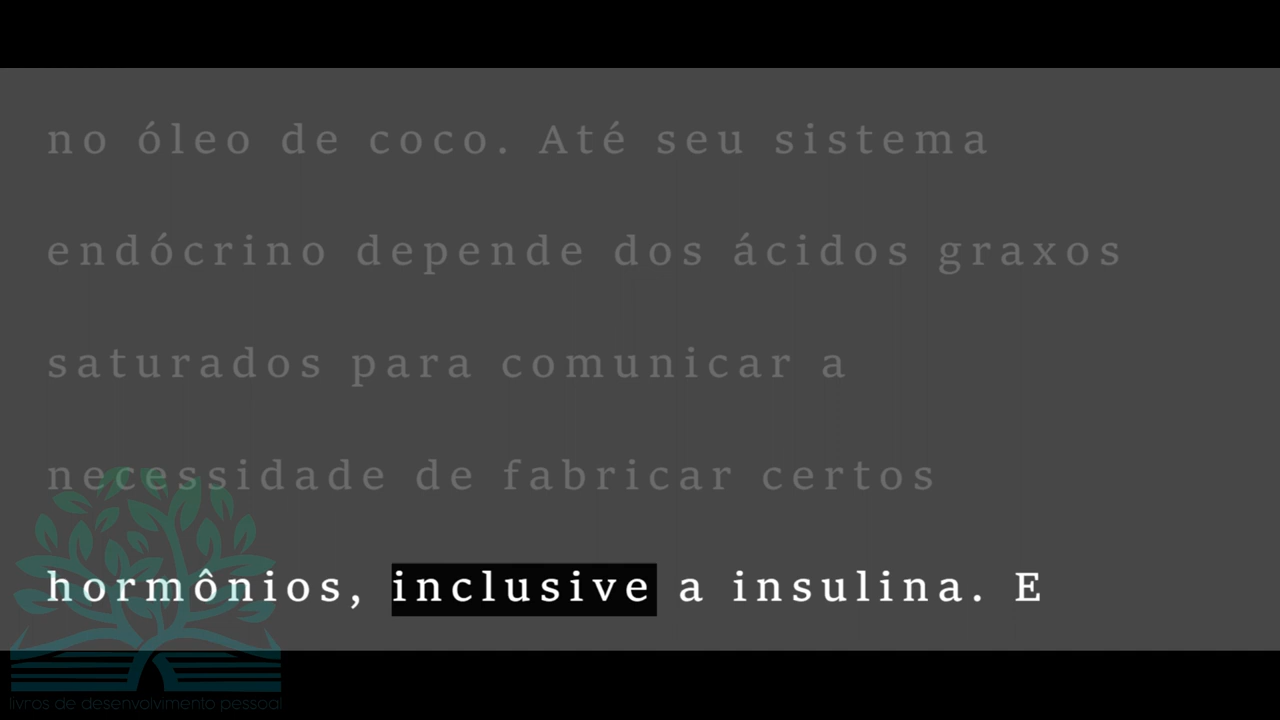 no óleo de coco. Até seu sistema
endócrino depende dos ácidos graxos
saturados para comunicar a
necessidade de fabricar certos
hormônios, inclusive a insulina. E
livros de desenvolvimento pessoal